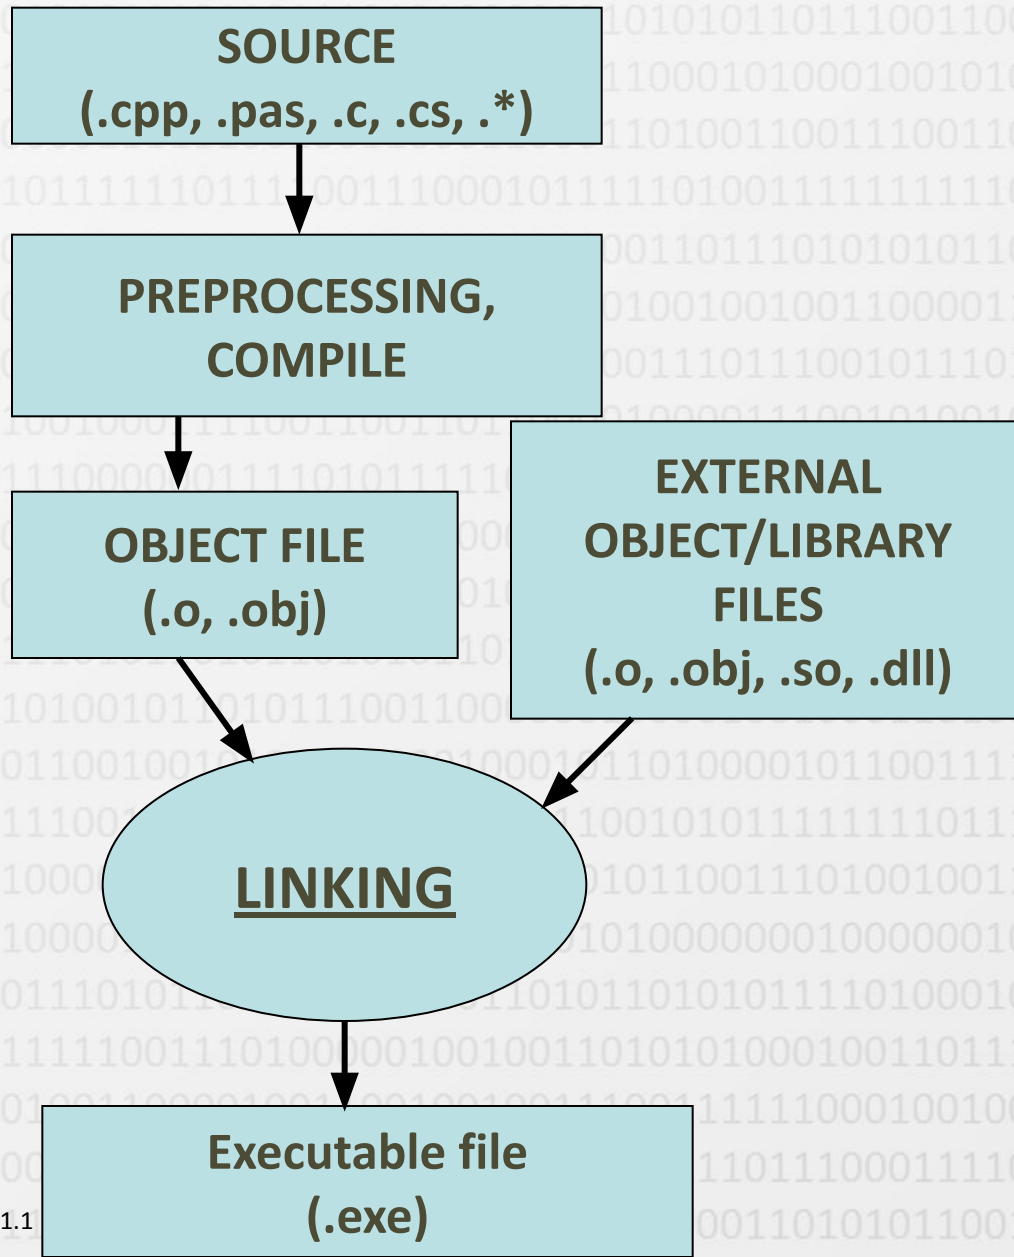 SOURCE
(.cpp, .pas, .c, .cs, .*)
PREPROCESSING,
COMPILE
OBJECT FILE
(.o, .obj)
EXTERNAL
OBJECT/LIBRARY
FILES
(.o, .obj, .so, .dll)
LINKING
Executable file
(.exe)
1.1